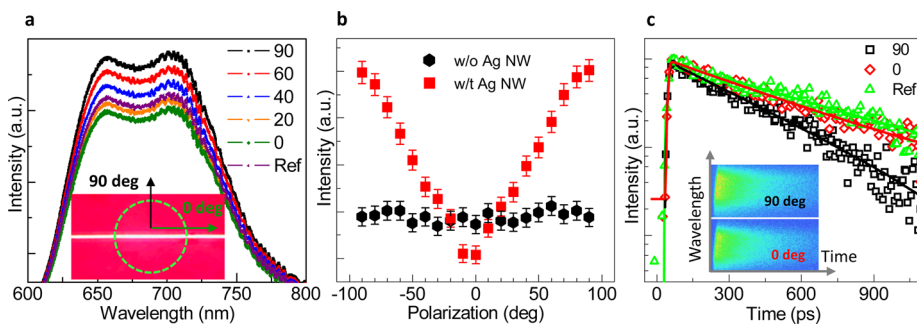 a
Intensity (a.u.)
90
60
40
20
0
Ref
90 deg
0 deg
600 650 700 750 800
Wavelength (nm)
b
Intensity (a.u.)
w/o Ag NW
w/t Ag NW
-100 -50 0 50 100
Polarization (deg)
c
Intensity (a.u.)
90
0
Ref
Wavelength
90 deg
0 deg
Time
0 300 600 900
Time (ps)